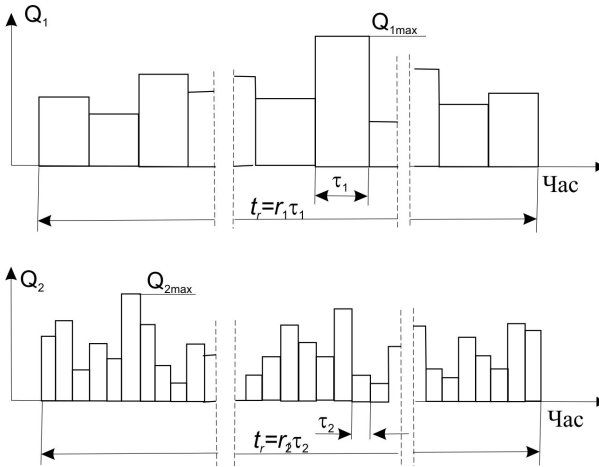 Q₁
Q₁max
τ₁
Час
tᵣ=r₁τ₁
Q₂
Q₂max
Час
τ₂
tᵣ=r₂τ₂